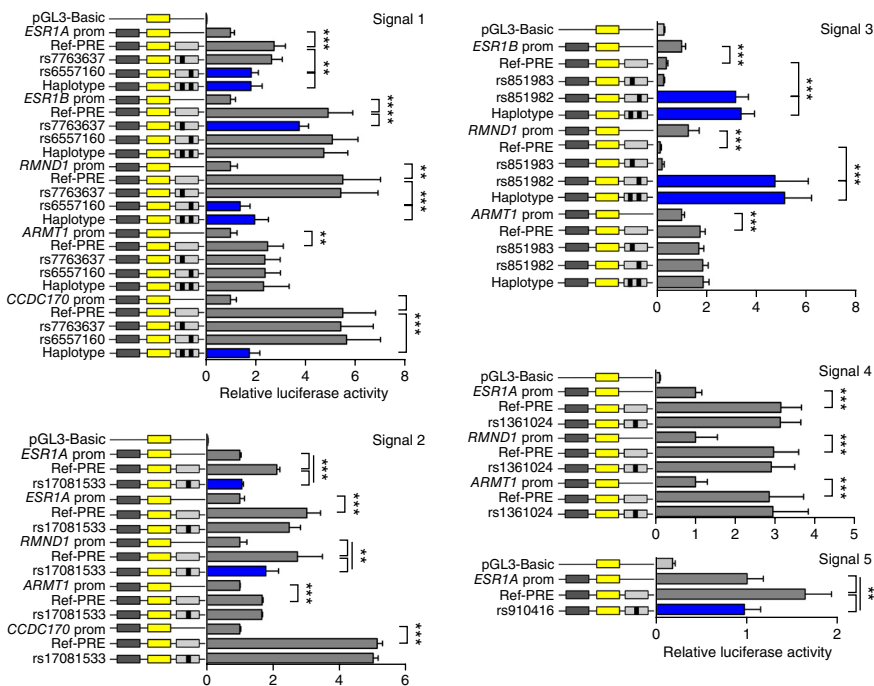 Signal 1
pGL3-Basic
ESR1A prom
***
Ref-PRE
rs7763637
**
rs6557160
Haplotype
ESR1B prom
***
Ref-PRE
*
rs7763637
rs6557160
Haplotype
RMND1 prom
**
Ref-PRE
rs7763637
***
rs6557160
Haplotype
ARMT1 prom
**
Ref-PRE
rs7763637
rs6557160
Haplotype
CCDC170 prom
Ref-PRE
rs7763637
***
rs6557160
Haplotype
0 2 4 6 8
Relative luciferase activity
Signal 2
pGL3-Basic
ESR1A prom
Ref-PRE
***
rs17081533
ESR1A prom
***
Ref-PRE
rs17081533
RMND1 prom
Ref-PRE
**
rs17081533
ARMT1 prom
***
Ref-PRE
rs17081533
CCDC170 prom
***
Ref-PRE
rs17081533
0 2 4 6
Signal 3
pGL3-Basic
ESR1B prom
***
Ref-PRE
rs851983
***
rs851982
Haplotype
RMND1 prom
***
Ref-PRE
rs851983
***
rs851982
Haplotype
ARMT1 prom
***
Ref-PRE
rs851983
rs851982
Haplotype
0 2 4 6 8
Signal 4
pGL3-Basic
ESR1A prom
***
Ref-PRE
rs1361024
RMND1 prom
***
Ref-PRE
rs1361024
ARMT1 prom
***
Ref-PRE
rs1361024
0 1 2 3 4 5
Signal 5
pGL3-Basic
ESR1A prom
Ref-PRE
**
rs910416
0 1 2
Relative luciferase activity